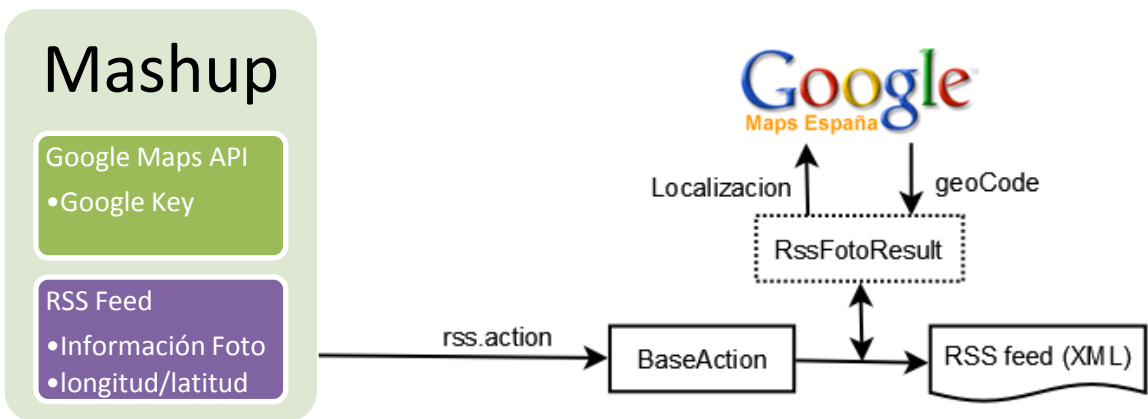 Mashup
Google Maps API
•Google Key
RSS Feed
•Información Foto
•longitud/latitud
rss.action
BaseAction
Google™
Maps España
Localizacion
geoCode
RssFotoResult
RSS feed (XML)